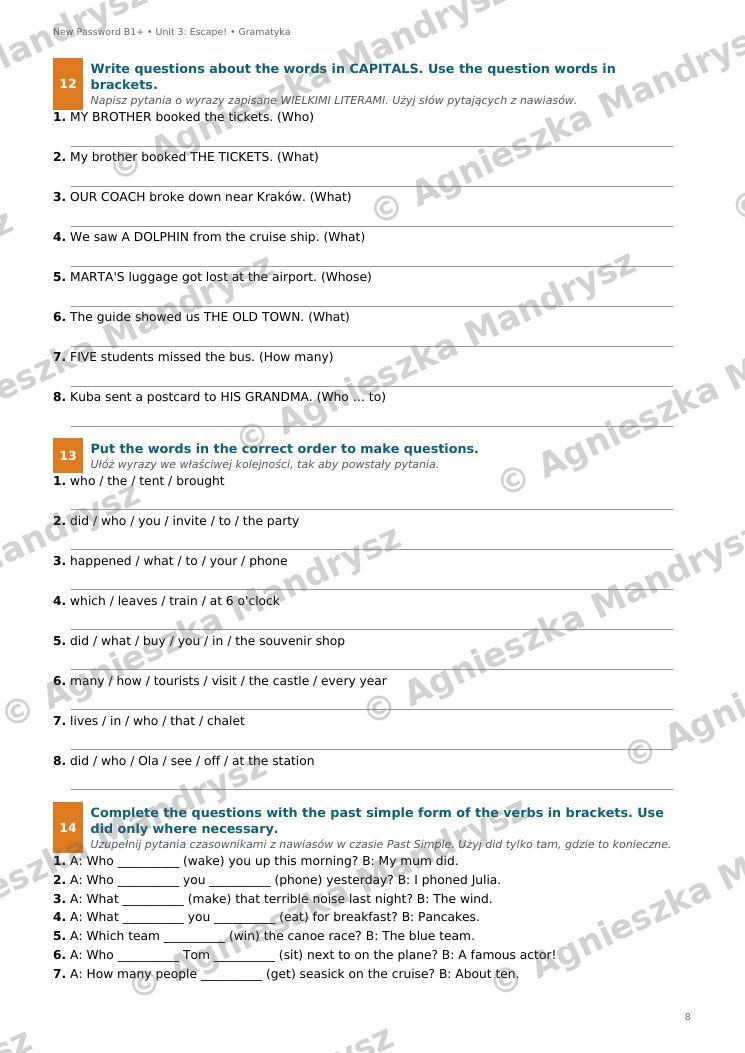 New Password B1+ • Unit 3: Escape! • Gramatyka
12
Write questions about the words in CAPITALS. Use the question words in
brackets.
Napisz pytania o wyrazy zapisane WIELKIMI LITERAMI. Użyj słów pytających z nawiasów.
1. MY BROTHER booked the tickets. (Who)
2. My brother booked THE TICKETS. (What)
3. OUR COACH broke down near Kraków. (What)
4. We saw A DOLPHIN from the cruise ship. (What)
5. MARTA'S luggage got lost at the airport. (Whose)
6. The guide showed us THE OLD TOWN. (What)
7. FIVE students missed the bus. (How many)
8. Kuba sent a postcard to HIS GRANDMA. (Who ... to)
13
Put the words in the correct order to make questions.
Ułóż wyrazy we właściwej kolejności, tak aby powstały pytania.
1. who / the / tent / brought
2. did / who / you / invite / to / the party
3. happened / what / to / your / phone
4. which / leaves / train / at 6 o'clock
5. did / what / buy / you / in / the souvenir shop
6. many / how / tourists / visit / the castle / every year
7. lives / in / who / that / chalet
8. did / who / Ola / see / off / at the station
14
Complete the questions with the past simple form of the verbs in brackets. Use
did only where necessary.
Uzupełnij pytania czasownikami z nawiasów w czasie Past Simple. Użyj did tylko tam, gdzie to konieczne.
1. A: Who __________ (wake) you up this morning? B: My mum did.
2. A: Who __________ you __________ (phone) yesterday? B: I phoned Julia.
3. A: What __________ (make) that terrible noise last night? B: The wind.
4. A: What __________ you __________ (eat) for breakfast? B: Pancakes.
5. A: Which team __________ (win) the canoe race? B: The blue team.
6. A: Who __________ Tom __________ (sit) next to on the plane? B: A famous actor!
7. A: How many people __________ (get) seasick on the cruise? B: About ten.
8
© Agnieszka Mandrysz